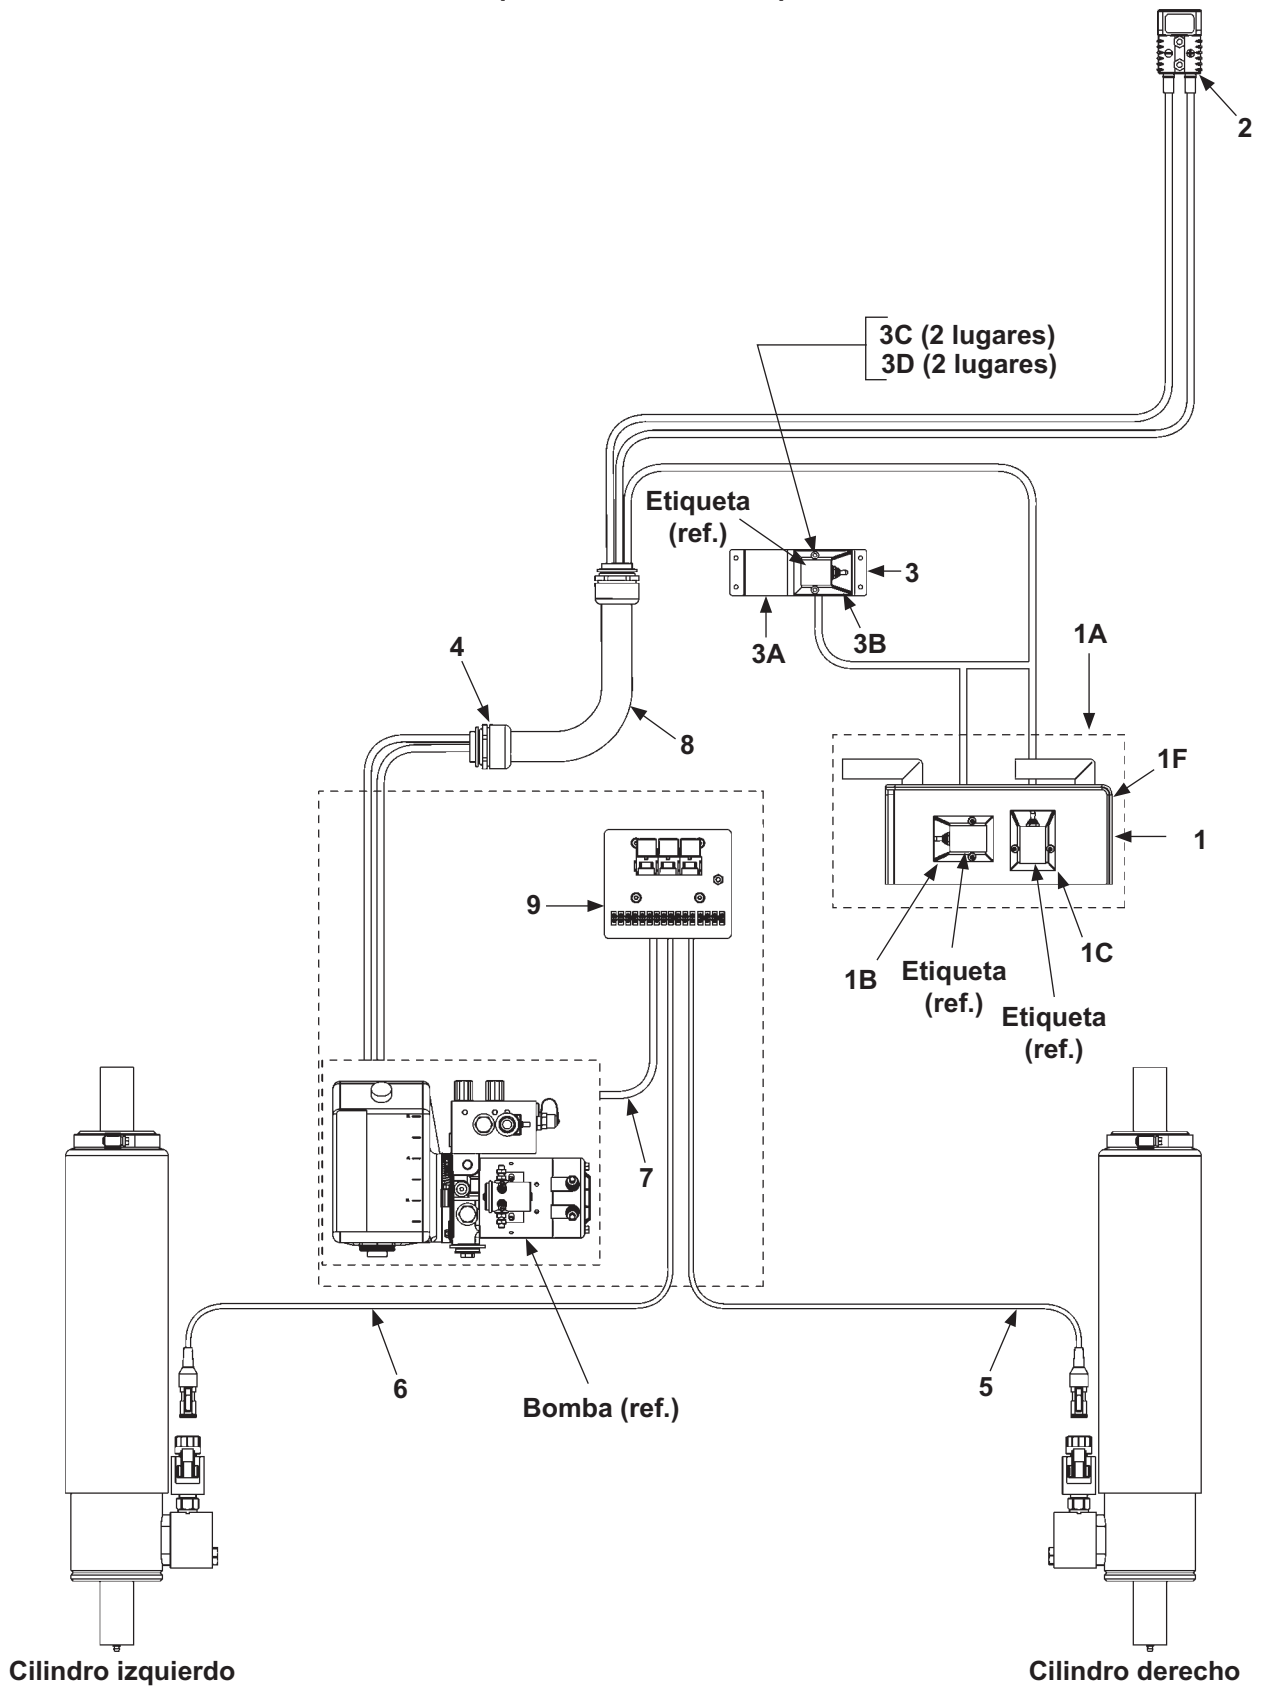 2
3C (2 lugares)
3D (2 lugares)
Etiqueta
(ref.)
3
3A
3B
1A
4
8
1F
1
9
1B
Etiqueta
(ref.)
1C
Etiqueta
(ref.)
7
6
5
Bomba (ref.)
Cilindro izquierdo
Cilindro derecho